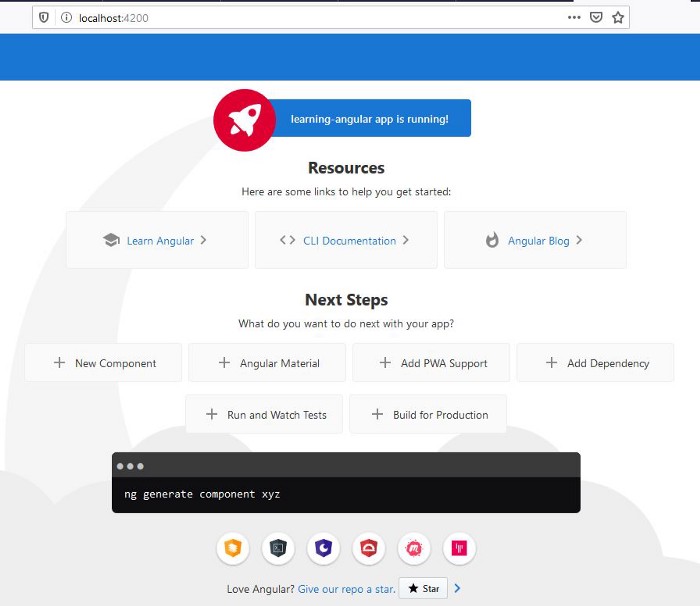 localhost:4200
learning-angular app is running!
Resources
Here are some links to help you get started:
Learn Angular
CLI Documentation
Angular Blog
Next Steps
What do you want to do next with your app?
New Component
Angular Material
Add PWA Support
Add Dependency
Run and Watch Tests
Build for Production
ng generate component xyz
Love Angular? Give our repo a star. Star